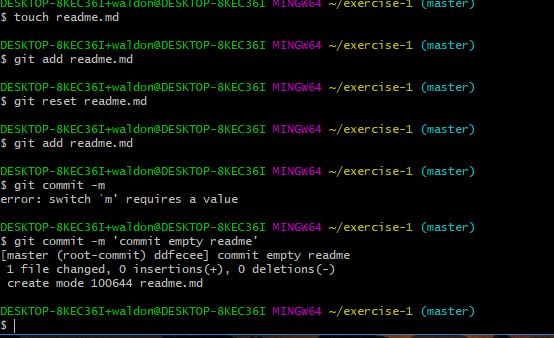 DESKTOP-8KEC36I+waldon@DESKTOP-8KEC36I MINGW64 ~/exercise-1 (master)
$ touch readme.md
DESKTOP-8KEC36I+waldon@DESKTOP-8KEC36I MINGW64 ~/exercise-1 (master)
$ git add readme.md
DESKTOP-8KEC36I+waldon@DESKTOP-8KEC36I MINGW64 ~/exercise-1 (master)
$ git reset readme.md
DESKTOP-8KEC36I+waldon@DESKTOP-8KEC36I MINGW64 ~/exercise-1 (master)
$ git add readme.md
DESKTOP-8KEC36I+waldon@DESKTOP-8KEC36I MINGW64 ~/exercise-1 (master)
$ git commit -m
error: switch `m' requires a value
DESKTOP-8KEC36I+waldon@DESKTOP-8KEC36I MINGW64 ~/exercise-1 (master)
$ git commit -m 'commit empty readme'
[master (root-commit) ddfecee] commit empty readme
 1 file changed, 0 insertions(+), 0 deletions(-)
 create mode 100644 readme.md
DESKTOP-8KEC36I+waldon@DESKTOP-8KEC36I MINGW64 ~/exercise-1 (master)
$